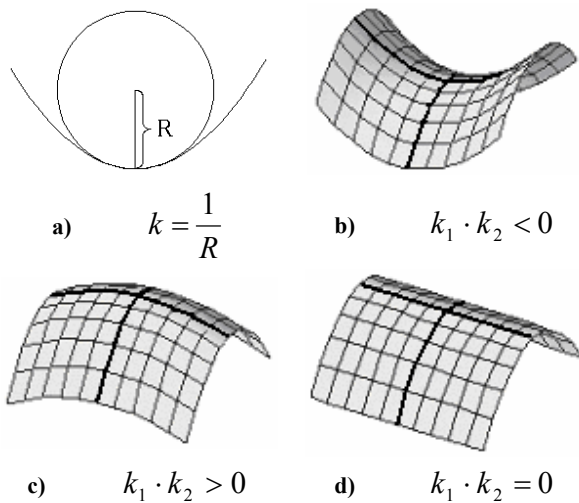 R
a) k = 1/R
b) k₁ · k₂ < 0
c) k₁ · k₂ > 0
d) k₁ · k₂ = 0